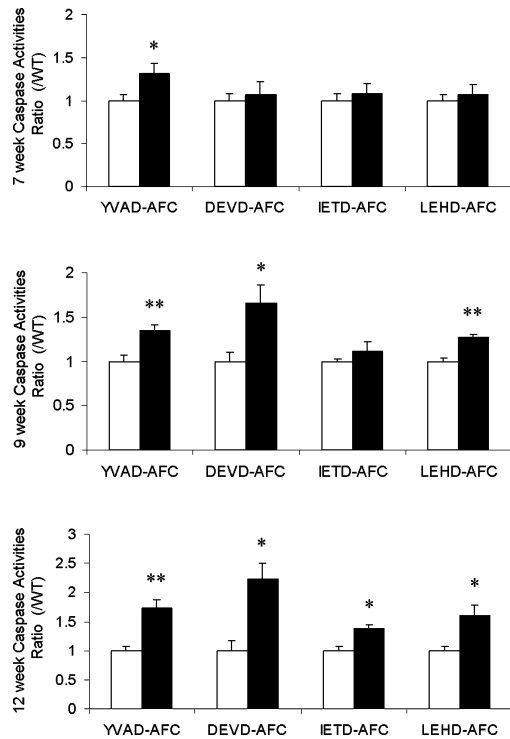 7 week Caspase Activities
Ratio (/WT)
2
1.5
1
0.5
0
*
YVAD-AFC
DEVD-AFC
IETD-AFC
LEHD-AFC
9 week Caspase Activities
Ratio (/WT)
2
1.5
1
0.5
0
**
*
**
YVAD-AFC
DEVD-AFC
IETD-AFC
LEHD-AFC
12 week Caspase Activities
Ratio (/WT)
3
2.5
2
1.5
1
0.5
0
**
*
*
*
YVAD-AFC
DEVD-AFC
IETD-AFC
LEHD-AFC